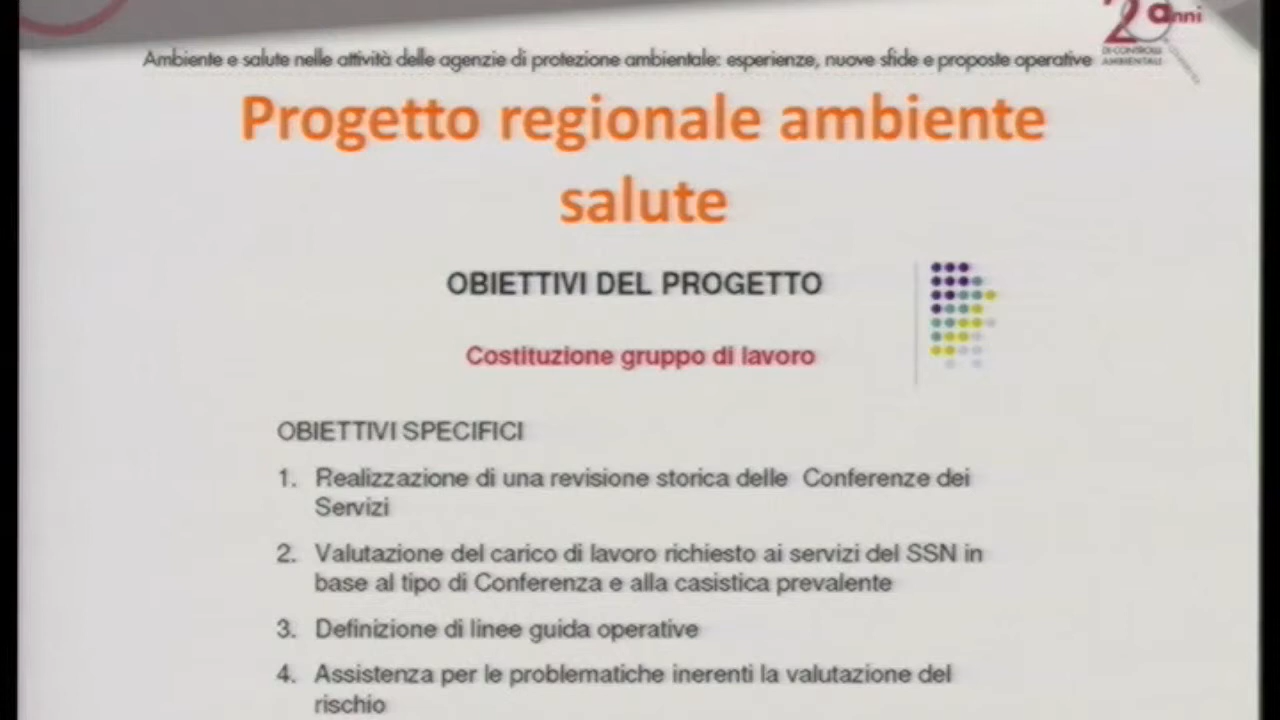 20 anni
DI CONTROLLI
AMBIENTALI
Ambiente e salute nelle attività delle agenzie di protezione ambientale: esperienze, nuove sfide e proposte operative
Progetto regionale ambiente
salute
OBIETTIVI DEL PROGETTO
Costituzione gruppo di lavoro
OBIETTIVI SPECIFICI
1. Realizzazione di una revisione storica delle Conferenze dei
Servizi
2. Valutazione del carico di lavoro richiesto ai servizi del SSN in
base al tipo di Conferenza e alla casistica prevalente
3. Definizione di linee guida operative
4. Assistenza per le problematiche inerenti la valutazione del
rischio